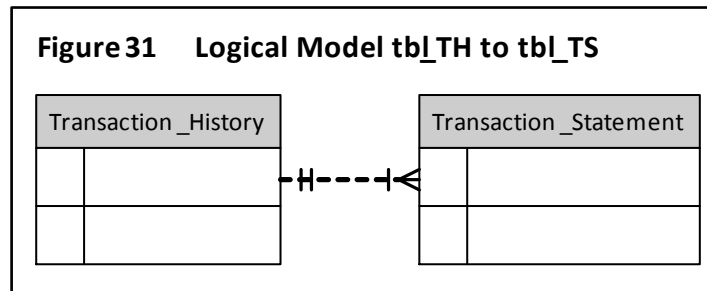 Figure 31 Logical Model tbl_TH to tbl_TS
Transaction _History
Transaction _Statement